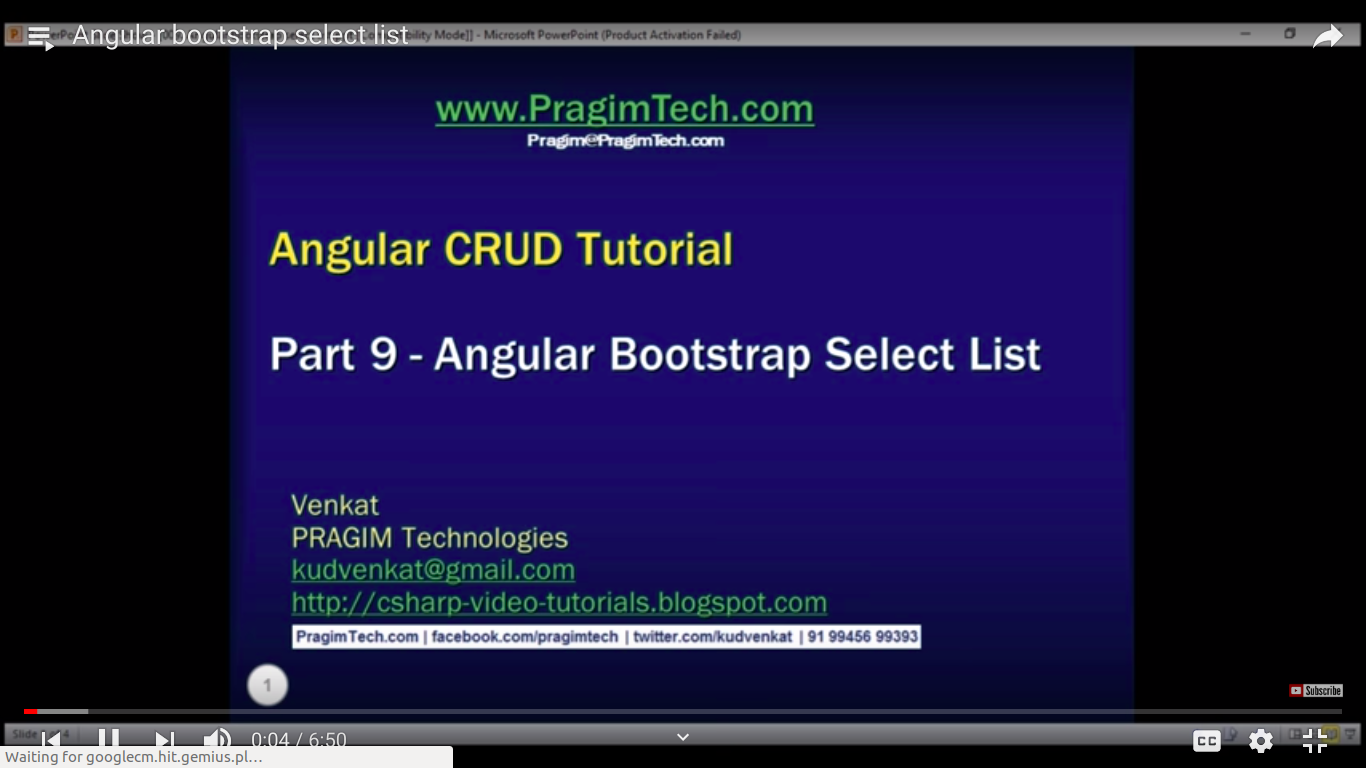 Angular bootstrap select list
bility Mode]] - Microsoft PowerPoint (Product Activation Failed)
www.PragimTech.com
Pragim@PragimTech.com
Angular CRUD Tutorial
Part 9 - Angular Bootstrap Select List
Venkat
PRAGIM Technologies
kudvenkat@gmail.com
http://csharp-video-tutorials.blogspot.com
PragimTech.com | facebook.com/pragimtech | twitter.com/kudvenkat | 91 99456 99393
1
Subscribe
Slide
0:04 / 6:50
CC
Waiting for googlecm.hit.gemius.pl…